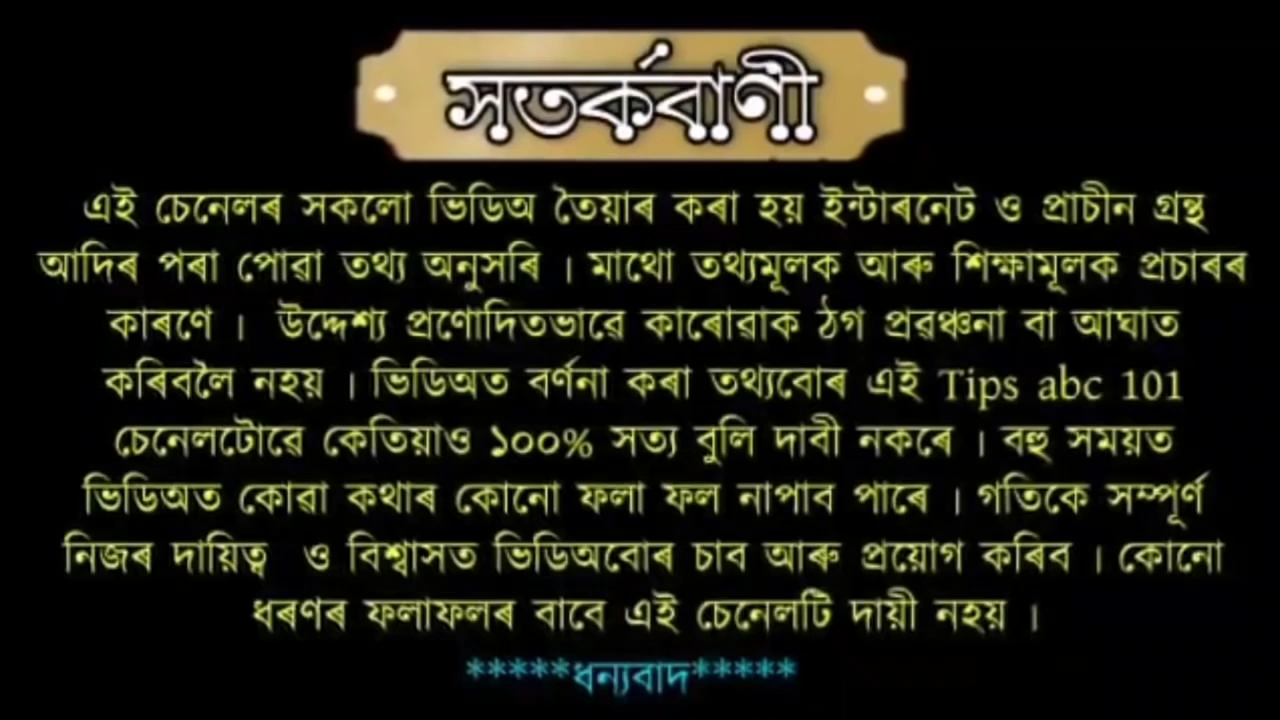 সতৰ্কবাণী
এই চেনেলৰ সকলো ভিডিঅ তৈয়াৰ কৰা হয় ইন্টাৰনেট ও প্ৰাচীন গ্ৰন্থ
আদিৰ পৰা পোৱা তথ্য অনুসৰি । মাথো তথ্যমূলক আৰু শিক্ষামূলক প্ৰচাৰৰ
কাৰণে । উদ্দেশ্য প্ৰণোদিতভাৱে কাৰোৱাক ঠগ প্ৰৱঞ্চনা বা আঘাত
কৰিবলৈ নহয় । ভিডিঅত বৰ্ণনা কৰা তথ্যবোৰ এই Tips abc 101
চেনেলটোৱে কেতিয়াও ১০০% সত্য বুলি দাবী নকৰে । বহু সময়ত
ভিডিঅত কোৱা কথাৰ কোনো ফলা ফল নাপাব পাৰে । গতিকে সম্পূৰ্ণ
নিজৰ দায়িত্ব ও বিশ্বাসত ভিডিঅবোৰ চাব আৰু প্ৰয়োগ কৰিব । কোনো
ধৰণৰ ফলাফলৰ বাবে এই চেনেলটি দায়ী নহয় ।
*****ধন্যবাদ*****